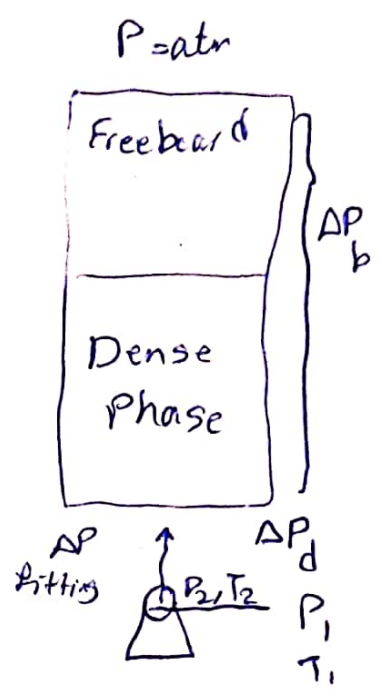 P=atm
Freeboard
ΔP
b
Dense
Phase
ΔP
fitting
ΔP
d
P2,T2
P1
T1